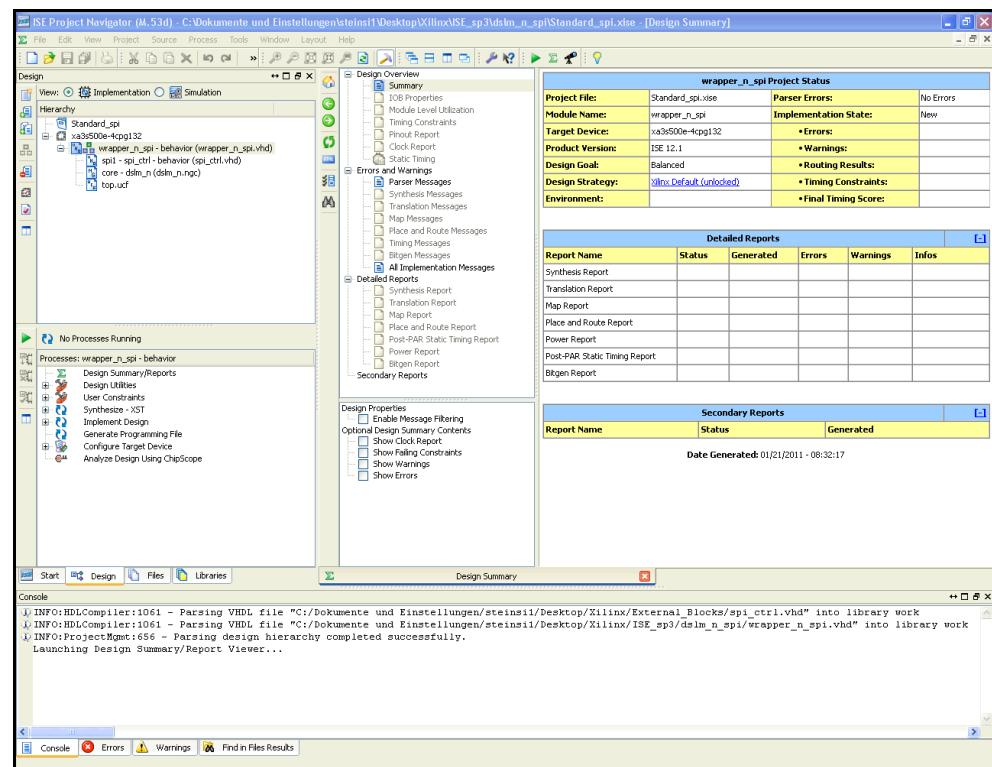 ISE Project Navigator (M.53d) - C:\Dokumente und Einstellungen\steinsi1\Desktop\Xilinx\ISE_sp3\dslm_n_spi\Standard_spi.xise - [Design Summary]
File Edit View Project Source Process Tools Window Layout Help
Design
View: Implementation Simulation
Hierarchy
Standard_spi
xa3s500e-4cpg132
wrapper_n_spi - behavior (wrapper_n_spi.vhd)
spi1 - spi_ctrl - behavior (spi_ctrl.vhd)
core - dslm_n (dslm_n.ngc)
top.ucf
No Processes Running
Processes: wrapper_n_spi - behavior
Design Summary/Reports
Design Utilities
User Constraints
Synthesize - XST
Implement Design
Generate Programming File
Configure Target Device
Analyze Design Using ChipScope
Start Design Files Libraries
Design Overview
Summary
IOB Properties
Module Level Utilization
Timing Constraints
Pinout Report
Clock Report
Static Timing
Errors and Warnings
Parser Messages
Synthesis Messages
Translation Messages
Map Messages
Place and Route Messages
Timing Messages
Bitgen Messages
All Implementation Messages
Detailed Reports
Synthesis Report
Translation Report
Map Report
Place and Route Report
Post-PAR Static Timing Report
Power Report
Bitgen Report
Secondary Reports
Design Properties
Enable Message Filtering
Optional Design Summary Contents
Show Clock Report
Show Failing Constraints
Show Warnings
Show Errors
Design Summary
wrapper_n_spi Project Status
Project File: Standard_spi.xise Parser Errors: No Errors
Module Name: wrapper_n_spi Implementation State: New
Target Device: xa3s500e-4cpg132 • Errors:
Product Version: ISE 12.1 • Warnings:
Design Goal: Balanced • Routing Results:
Design Strategy: Xilinx Default (unlocked) • Timing Constraints:
Environment: • Final Timing Score:
Detailed Reports [-]
Report Name Status Generated Errors Warnings Infos
Synthesis Report
Translation Report
Map Report
Place and Route Report
Power Report
Post-PAR Static Timing Report
Bitgen Report
Secondary Reports [-]
Report Name Status Generated
Date Generated: 01/21/2011 - 08:32:17
Console
INFO:HDLCompiler:1061 - Parsing VHDL file "C:/Dokumente und Einstellungen/steinsi1/Desktop/Xilinx/External_Blocks/spi_ctrl.vhd" into library work
INFO:HDLCompiler:1061 - Parsing VHDL file "C:/Dokumente und Einstellungen/steinsi1/Desktop/Xilinx/ISE_sp3/dslm_n_spi/wrapper_n_spi.vhd" into library work
INFO:ProjectMgmt:656 - Parsing design hierarchy completed successfully.
Launching Design Summary/Report Viewer...
Console Errors Warnings Find in Files Results